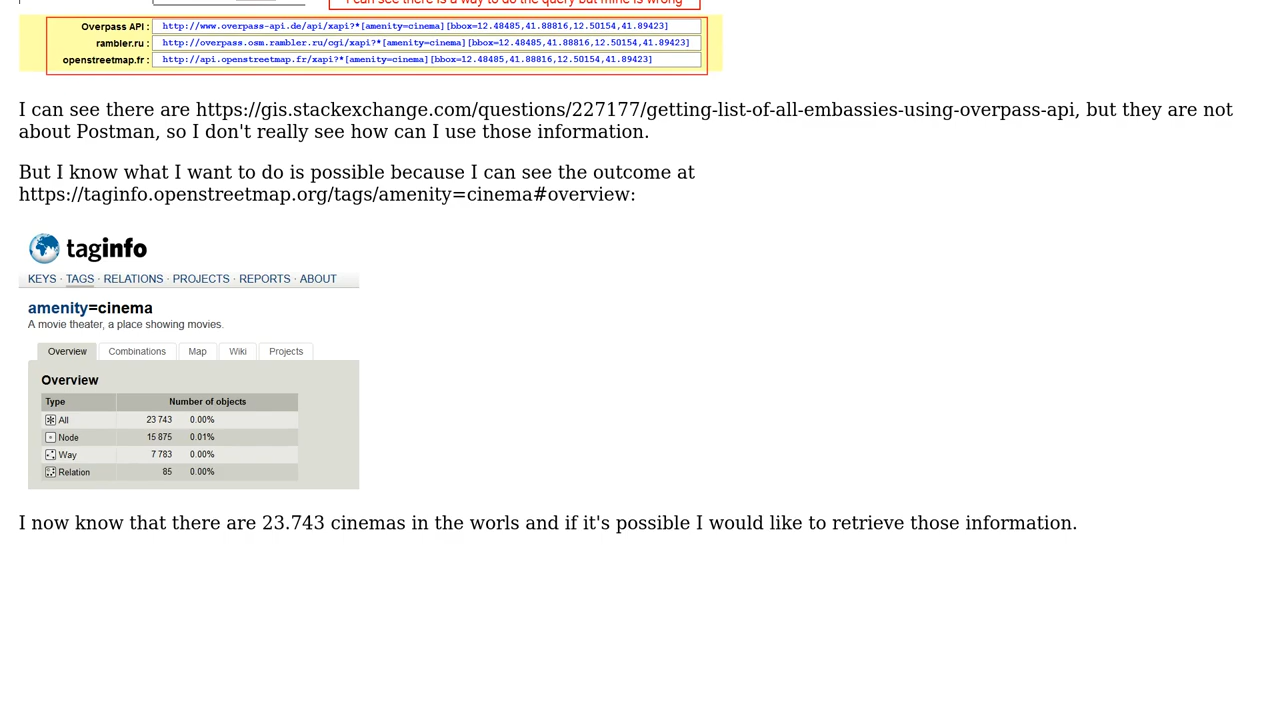 I can see there is a way to do the query but mine is wrong
Overpass API : http://www.overpass-api.de/api/xapi?*[amenity=cinema][bbox=12.48485,41.88816,12.50154,41.89423]
rambler.ru : http://overpass.osm.rambler.ru/cgi/xapi?*[amenity=cinema][bbox=12.48485,41.88816,12.50154,41.89423]
openstreetmap.fr : http://api.openstreetmap.fr/xapi?*[amenity=cinema][bbox=12.48485,41.88816,12.50154,41.89423]
I can see there are https://gis.stackexchange.com/questions/227177/getting-list-of-all-embassies-using-overpass-api, but they are not
about Postman, so I don't really see how can I use those information.
But I know what I want to do is possible because I can see the outcome at
https://taginfo.openstreetmap.org/tags/amenity=cinema#overview:
taginfo
KEYS · TAGS · RELATIONS · PROJECTS · REPORTS · ABOUT
amenity=cinema
A movie theater, a place showing movies.
Overview Combinations Map Wiki Projects
Overview
Type Number of objects
All 23 743 0.00%
Node 15 875 0.01%
Way 7 783 0.00%
Relation 85 0.00%
I now know that there are 23.743 cinemas in the worls and if it's possible I would like to retrieve those information.